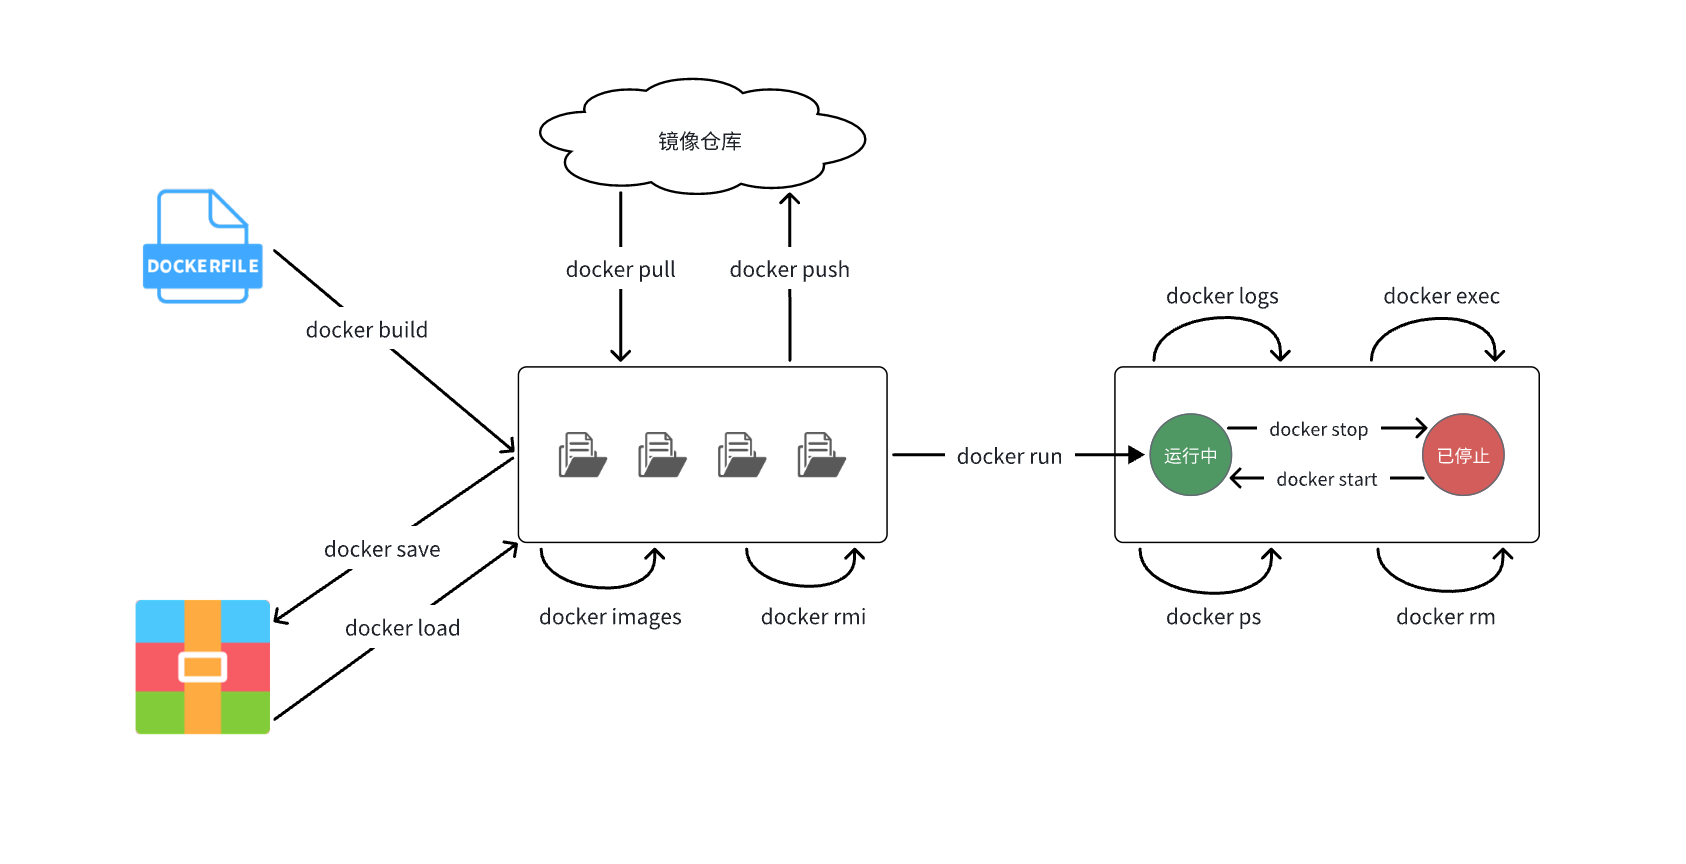 镜像仓库
DOCKERFILE
docker pull
docker push
docker build
docker logs
docker exec
docker run
运行中
docker stop
docker start
已停止
docker save
docker load
docker images
docker rmi
docker ps
docker rm